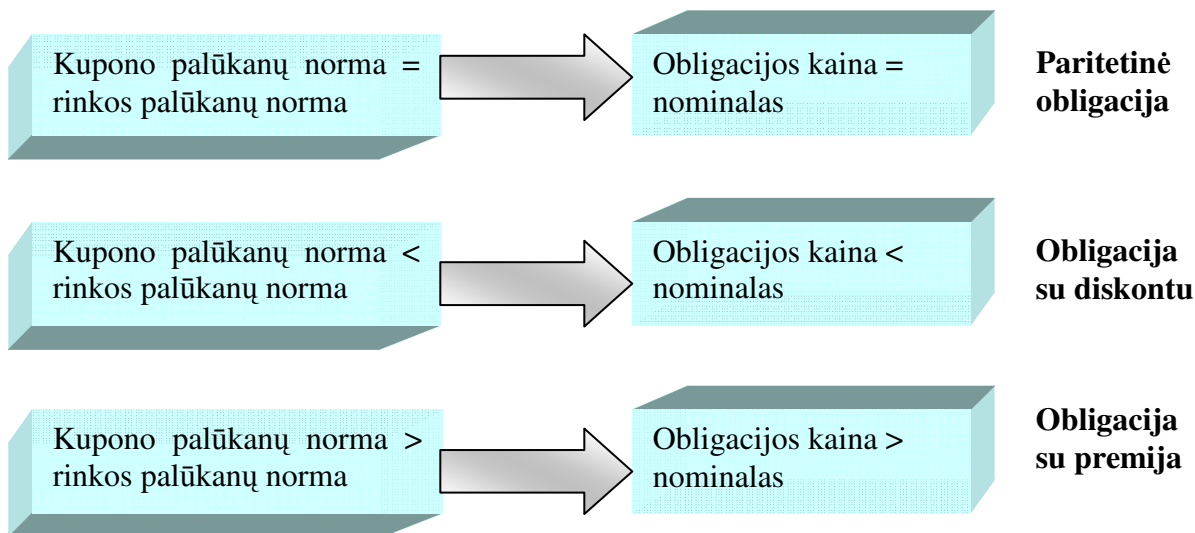 Kupono palūkanų norma =
rinkos palūkanų norma
Obligacijos kaina =
nominalas
Paritetinė
obligacija
Kupono palūkanų norma <
rinkos palūkanų norma
Obligacijos kaina <
nominalas
Obligacija
su diskontu
Kupono palūkanų norma >
rinkos palūkanų norma
Obligacijos kaina >
nominalas
Obligacija
su premija